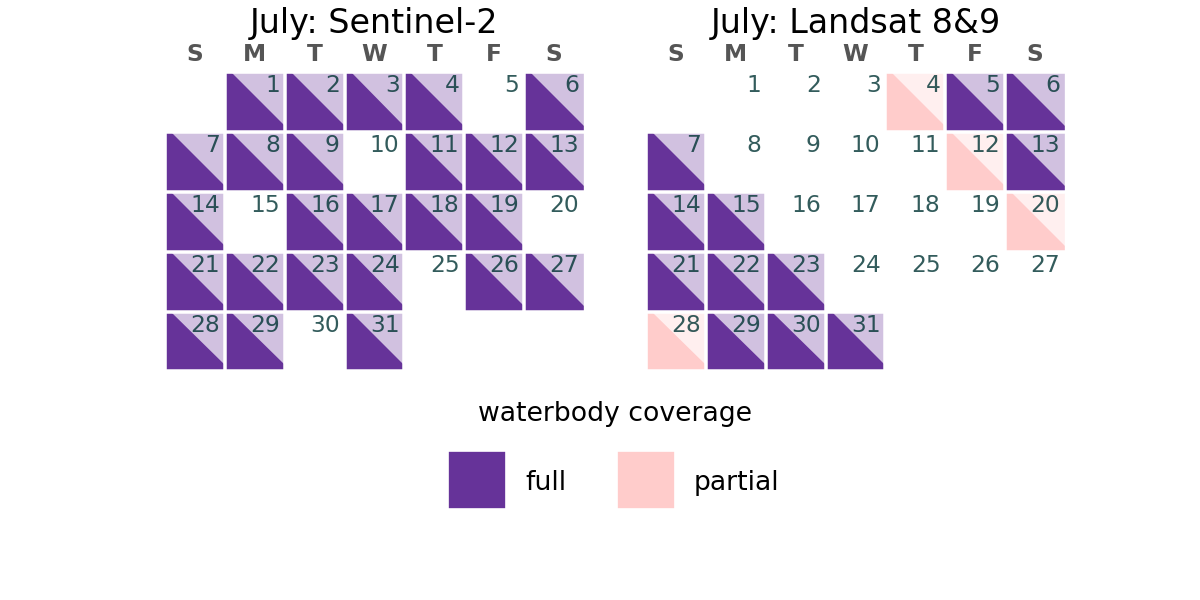 July: Sentinel-2
S M T W T F S
1 2 3 4 5 6
7 8 9 10 11 12 13
14 15 16 17 18 19 20
21 22 23 24 25 26 27
28 29 30 31
July: Landsat 8&9
S M T W T F S
1 2 3 4 5 6
7 8 9 10 11 12 13
14 15 16 17 18 19 20
21 22 23 24 25 26 27
28 29 30 31
waterbody coverage
full partial